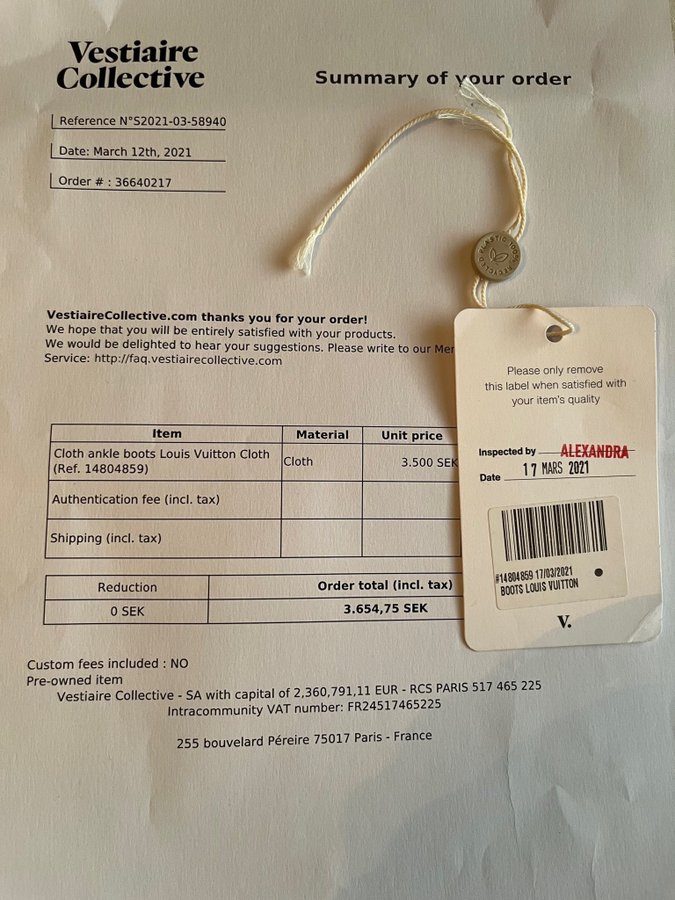 Vestiaire
Collective
Summary of your order
Reference N°S2021-03-58940
Date: March 12th, 2021
Order # : 36640217
PLASTIC 100% RECYCLED
VestiaireCollective.com thanks you for your order!
We hope that you will be entirely satisfied with your products.
We would be delighted to hear your suggestions. Please write to our
Service: http://faq.vestiairecollective.com
Please only remove
this label when satisfied with
your item's quality
Inspected by ALEXANDRA
Date 17 MARS 2021
#14804859 17/03/2021
BOOTS LOUIS VUITTON
V.
Item Material Unit price
Cloth ankle boots Louis Vuitton Cloth
(Ref. 14804859) Cloth 3.500 SEK
Authentication fee (incl. tax)
Shipping (incl. tax)
Reduction Order total (incl. tax)
0 SEK 3.654,75 SEK
Custom fees included : NO
Pre-owned item
Vestiaire Collective - SA with capital of 2,360,791,11 EUR - RCS PARIS 517 465 225
Intracommunity VAT number: FR24517465225
255 bouvelard Péreire 75017 Paris - France